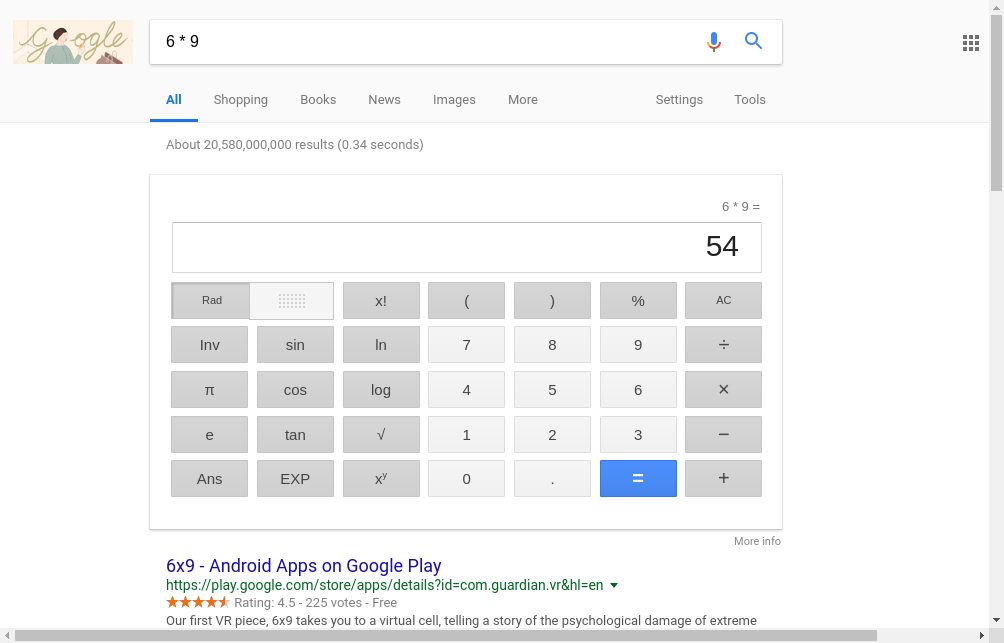 Google
6 * 9
All Shopping Books News Images More Settings Tools
About 20,580,000,000 results (0.34 seconds)
6 * 9 =
54
Rad x! ( ) % AC
Inv sin ln 7 8 9 ÷
π cos log 4 5 6 ×
e tan √ 1 2 3 −
Ans EXP xʸ 0 . = +
More info
6x9 - Android Apps on Google Play
https://play.google.com/store/apps/details?id=com.guardian.vr&hl=en
Rating: 4.5 - 225 votes - Free
Our first VR piece, 6x9 takes you to a virtual cell, telling a story of the psychological damage of extreme